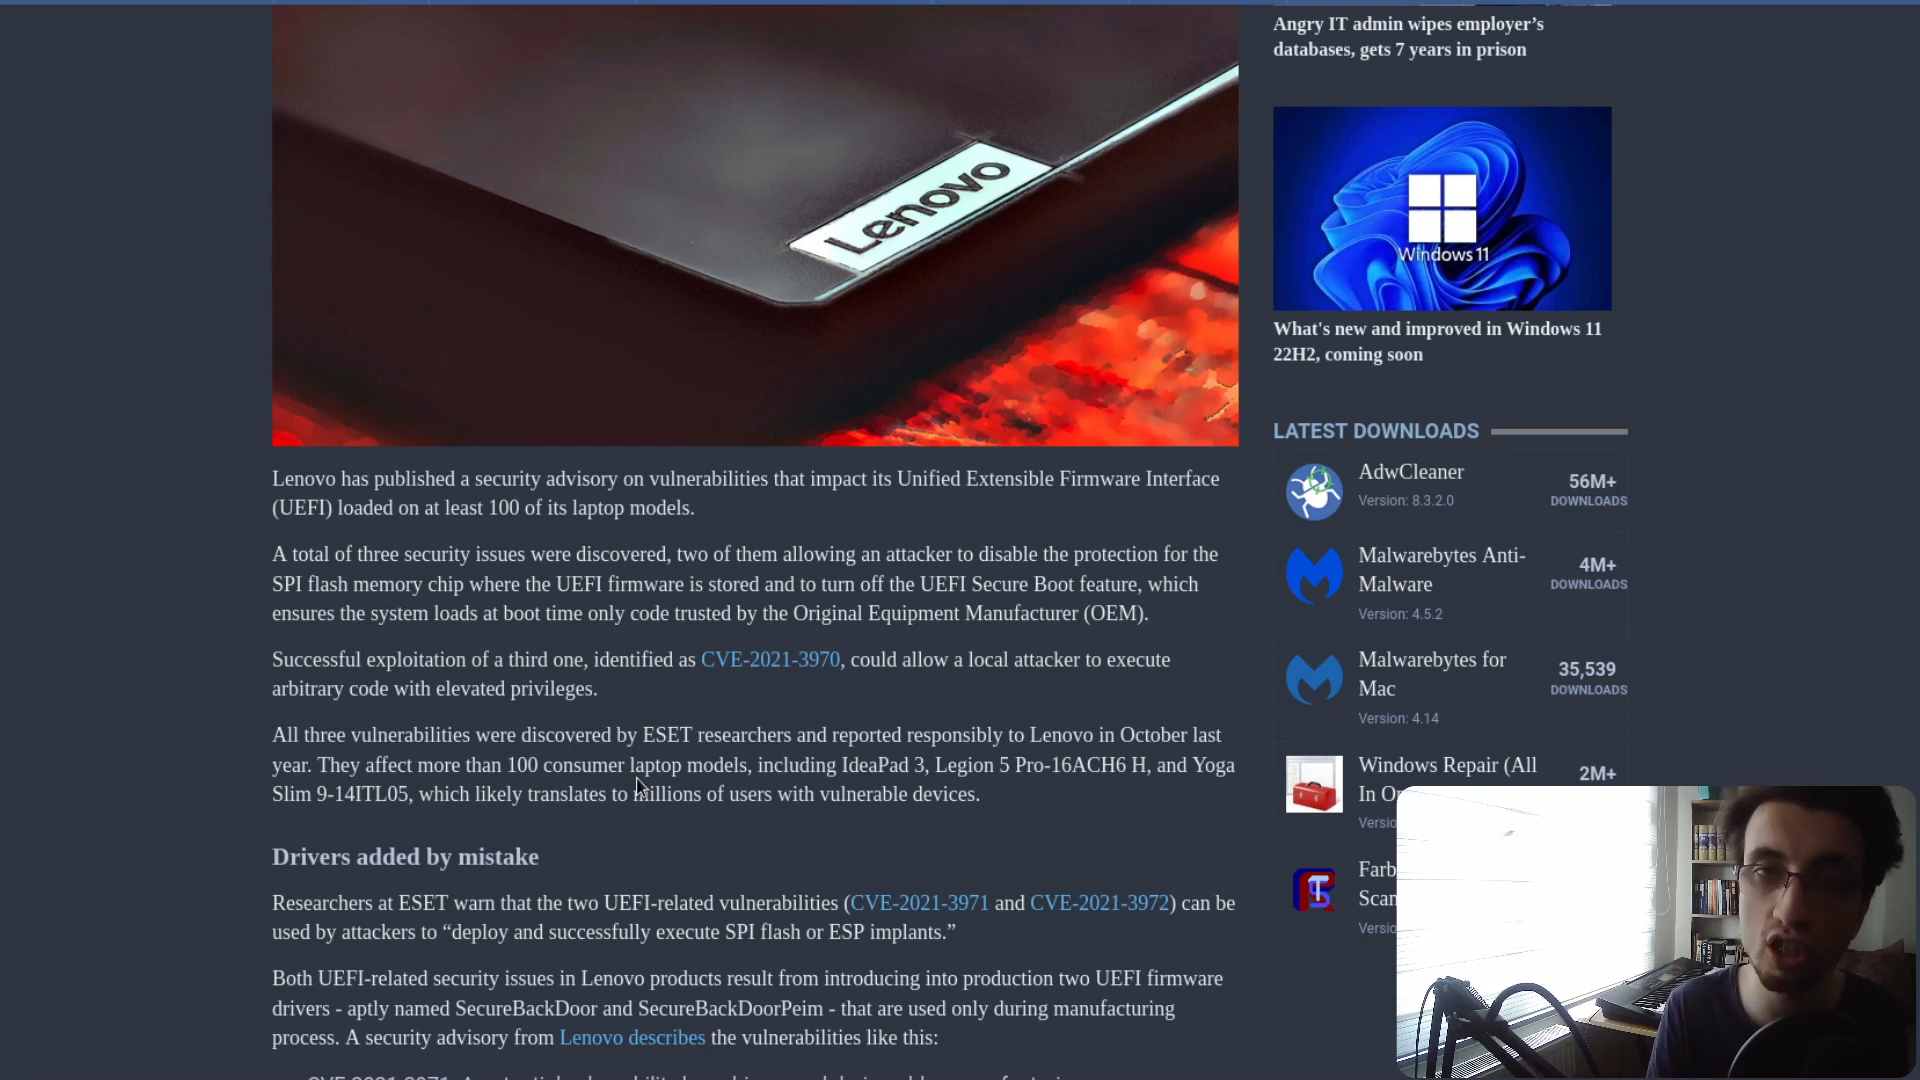 Angry IT admin wipes employer’s
databases, gets 7 years in prison
Lenovo
Windows 11
What's new and improved in Windows 11
22H2, coming soon
LATEST DOWNLOADS
AdwCleaner
Version: 8.3.2.0
56M+
DOWNLOADS
Malwarebytes Anti-
Malware
Version: 4.5.2
4M+
DOWNLOADS
Malwarebytes for
Mac
Version: 4.14
35,539
DOWNLOADS
Windows Repair (All
In O
Versio
2M+
Farb
Scan
Versio
Lenovo has published a security advisory on vulnerabilities that impact its Unified Extensible Firmware Interface
(UEFI) loaded on at least 100 of its laptop models.
A total of three security issues were discovered, two of them allowing an attacker to disable the protection for the
SPI flash memory chip where the UEFI firmware is stored and to turn off the UEFI Secure Boot feature, which
ensures the system loads at boot time only code trusted by the Original Equipment Manufacturer (OEM).
Successful exploitation of a third one, identified as CVE-2021-3970, could allow a local attacker to execute
arbitrary code with elevated privileges.
All three vulnerabilities were discovered by ESET researchers and reported responsibly to Lenovo in October last
year. They affect more than 100 consumer laptop models, including IdeaPad 3, Legion 5 Pro-16ACH6 H, and Yoga
Slim 9-14ITL05, which likely translates to millions of users with vulnerable devices.
Drivers added by mistake
Researchers at ESET warn that the two UEFI-related vulnerabilities (CVE-2021-3971 and CVE-2021-3972) can be
used by attackers to “deploy and successfully execute SPI flash or ESP implants.”
Both UEFI-related security issues in Lenovo products result from introducing into production two UEFI firmware
drivers - aptly named SecureBackDoor and SecureBackDoorPeim - that are used only during manufacturing
process. A security advisory from Lenovo describes the vulnerabilities like this: